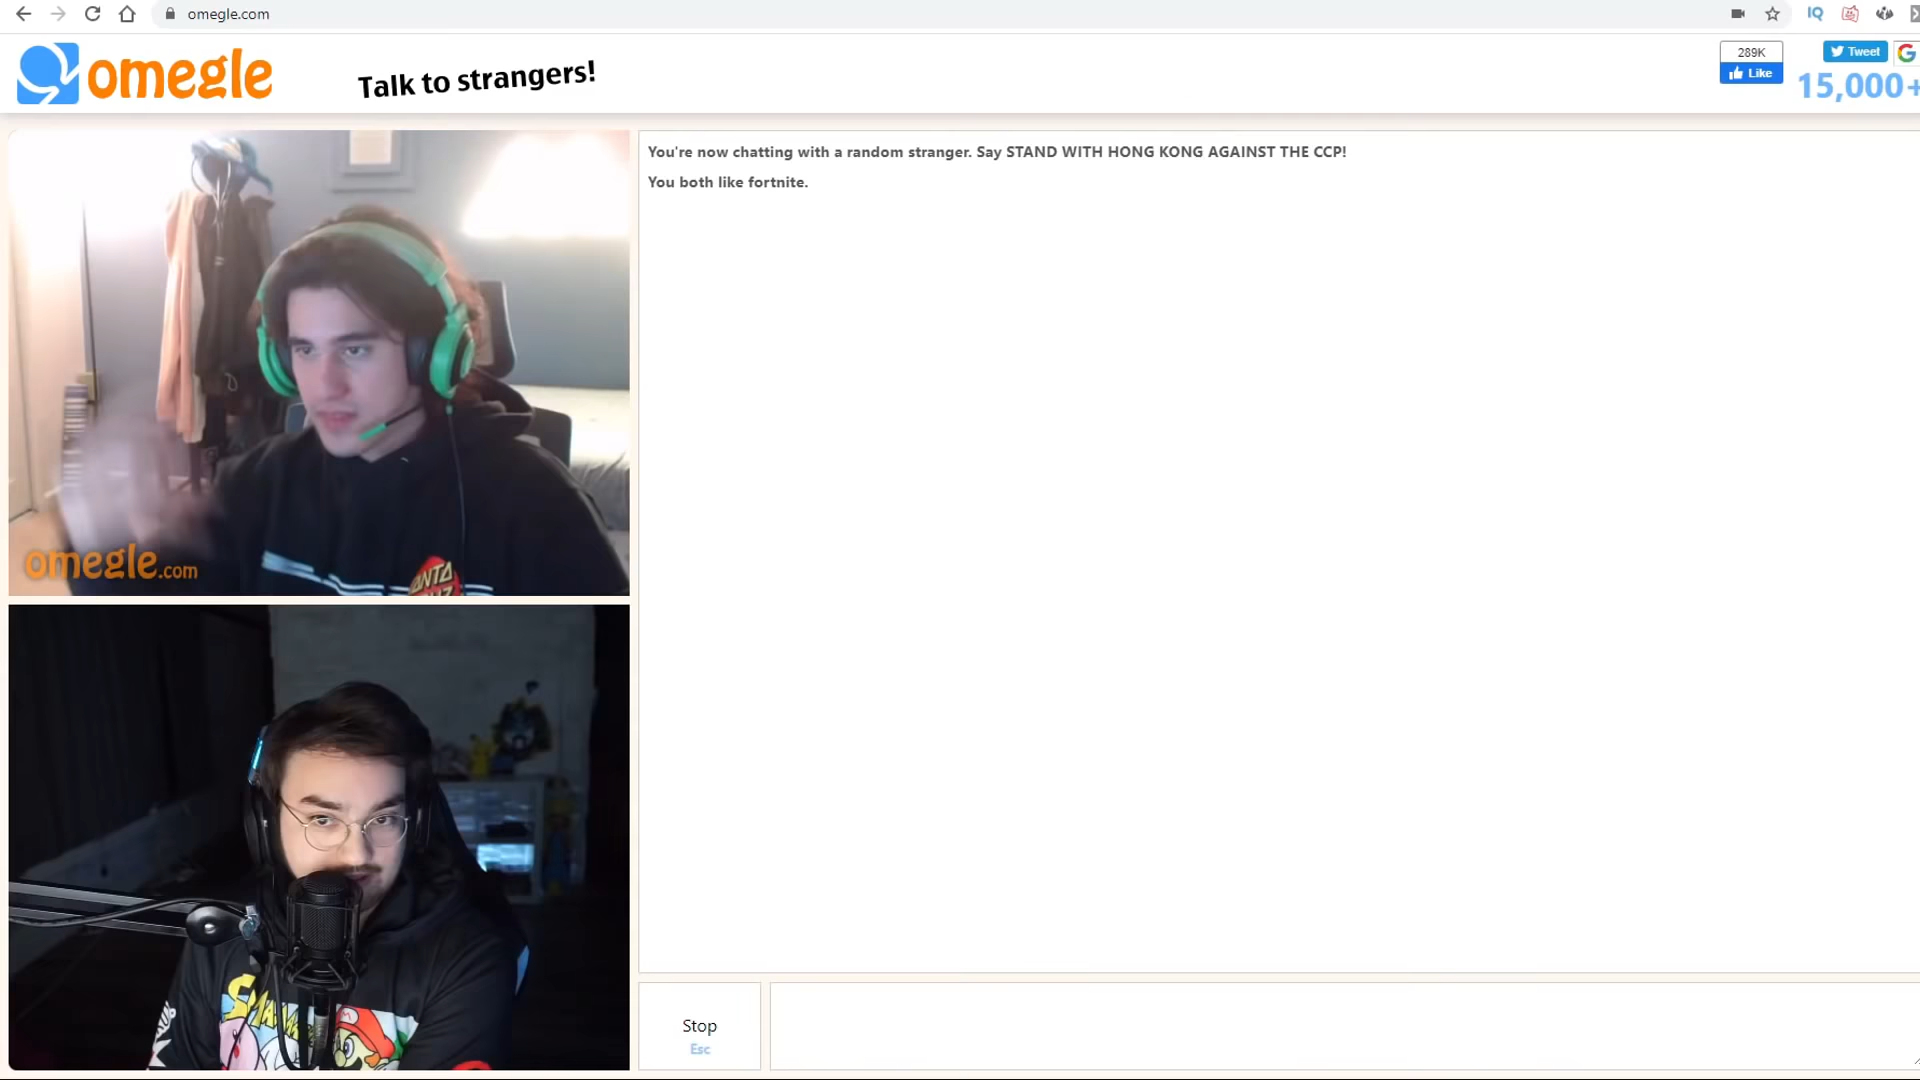 omegle.com
omegle
Talk to strangers!
289K
Like
Tweet
15,000+
IQ
G
You're now chatting with a random stranger. Say STAND WITH HONG KONG AGAINST THE CCP!
You both like fortnite.
omegle.com
Stop
Esc